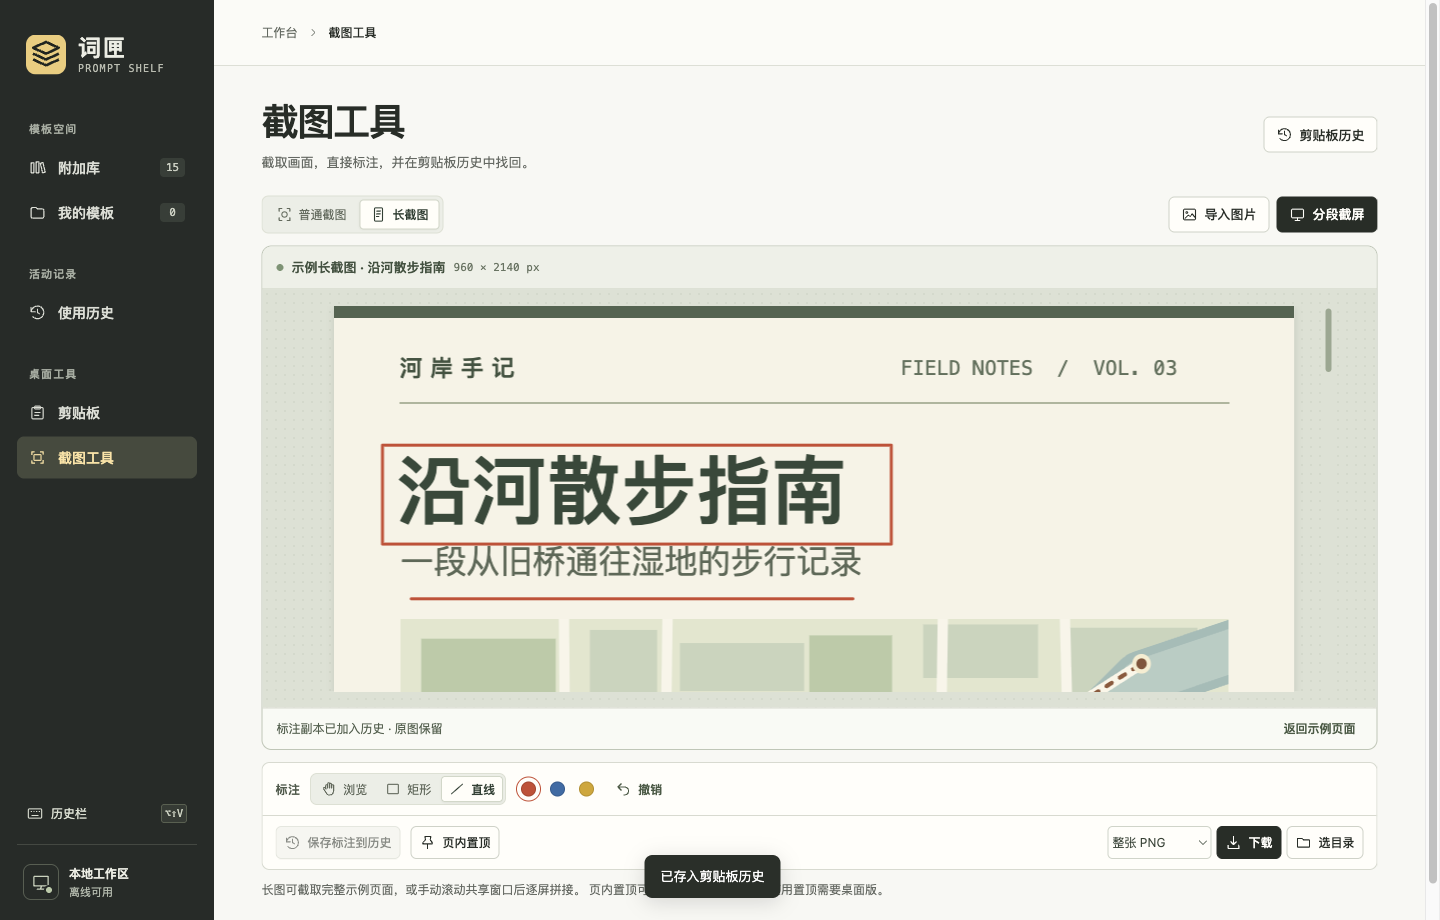 词匣
PROMPT SHELF
模板空间
附加库 15
我的模板 0
活动记录
使用历史
桌面工具
剪贴板
截图工具
历史栏 ⌥⇧V
本地工作区
离线可用
工作台 › 截图工具
截图工具
截取画面，直接标注，并在剪贴板历史中找回。
剪贴板历史
普通截图 长截图
导入图片 分段截屏
示例长截图 · 沿河散步指南 960 × 2140 px
河岸手记 FIELD NOTES / VOL. 03
沿河散步指南
一段从旧桥通往湿地的步行记录
标注副本已加入历史 · 原图保留 返回示例页面
标注 浏览 矩形 直线 撤销
保存标注到历史 页内置顶 整张 PNG 下载 选目录
已存入剪贴板历史
长图可截取完整示例页面，或手动滚动共享窗口后逐屏拼接。 页内置顶可 用置顶需要桌面版。